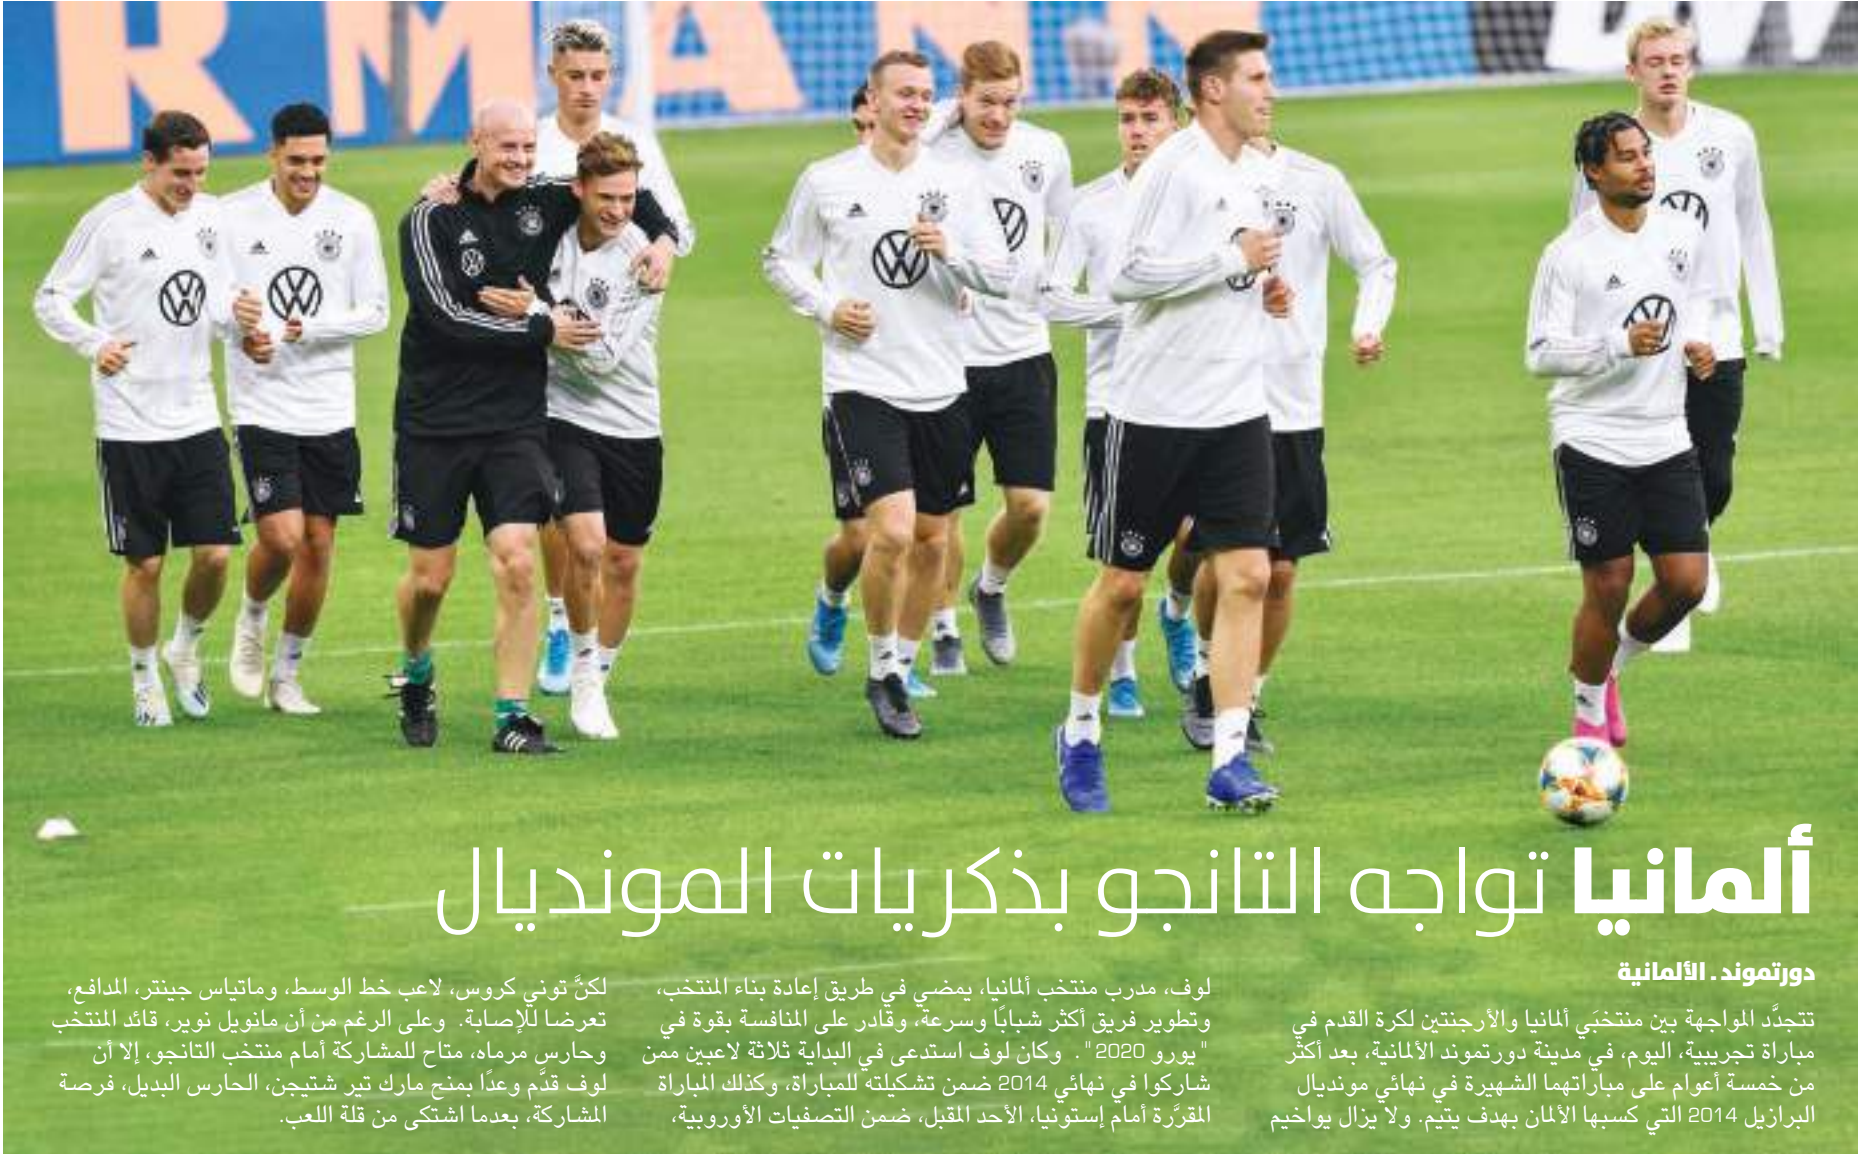 RMANN
ألمانيا تواجه التانجو بذكريات المونديال
دورتموند ـ الألمانية
تتجدَّد المواجهة بين منتخبَي ألمانيا والأرجنتين لكرة القدم في
مباراة تجريبية، اليوم، في مدينة دورتموند الألمانية، بعد أكثر
من خمسة أعوام على مباراتهما الشهيرة في نهائي مونديال
البرازيل 2014 التي كسبها الألمان بهدف يتيم. ولا يزال يواخيم
لوف، مدرب منتخب ألمانيا، يمضي في طريق إعادة بناء المنتخب،
وتطوير فريق أكثر شبابًا وسرعة، وقادر على المنافسة بقوة في
"يورو 2020". وكان لوف استدعى في البداية ثلاثة لاعبين ممن
شاركوا في نهائي 2014 ضمن تشكيلته للمباراة، وكذلك المباراة
المقرَّرة أمام إستونيا، الأحد المقبل، ضمن التصفيات الأوروبية،
لكنَّ توني كروس، لاعب خط الوسط، وماتياس جينتر، المدافع،
تعرضا للإصابة. وعلى الرغم من أن مانويل نوير، قائد المنتخب
وحارس مرماه، متاح للمشاركة أمام منتخب التانجو، إلا أن
لوف قدَّم وعدًا بمنح مارك تير شتيجن، الحارس البديل، فرصة
المشاركة، بعدما اشتكى من قلة اللعب.